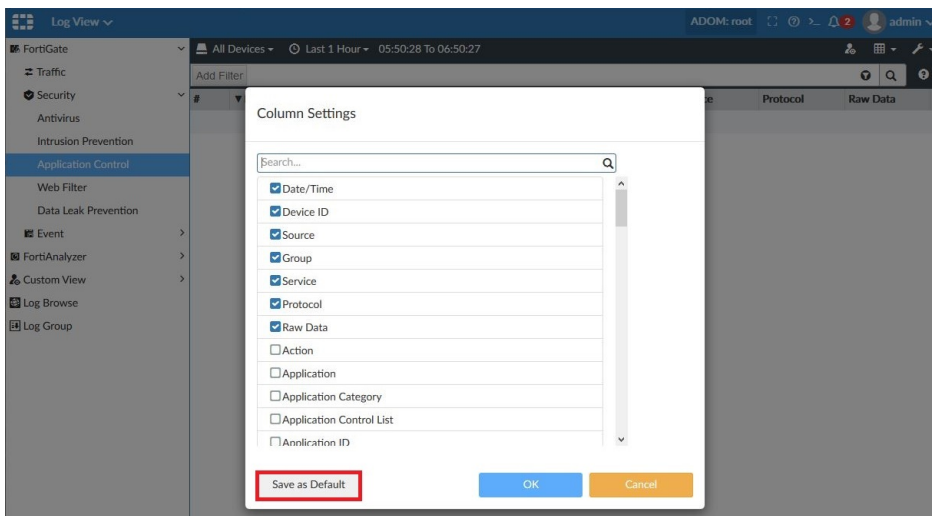 Log View
ADOM: root
2
admin
FortiGate
Traffic
Security
Antivirus
Intrusion Prevention
Application Control
Web Filter
Data Leak Prevention
Event
FortiAnalyzer
Custom View
Log Browse
Log Group
All Devices
Last 1 Hour
05:50:28 To 06:50:27
Add Filter
#
Protocol
Raw Data
Column Settings
Search...
Date/Time
Device ID
Source
Group
Service
Protocol
Raw Data
Action
Application
Application Category
Application Control List
Application ID
Save as Default
OK
Cancel